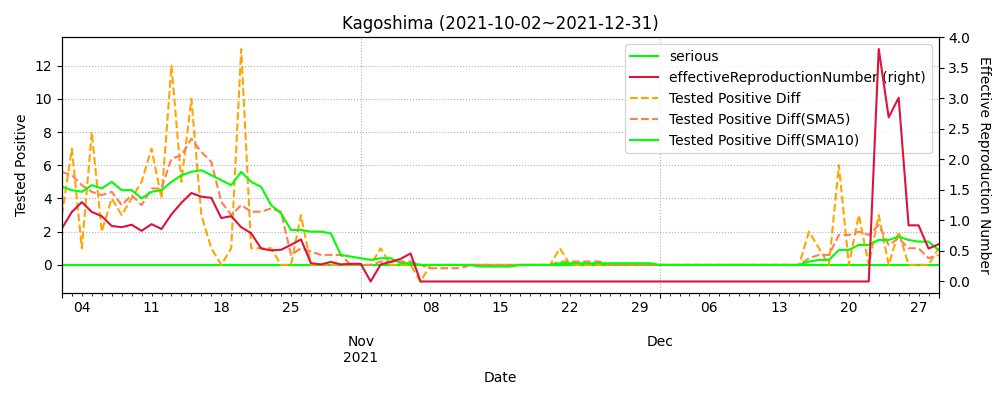 Kagoshima (2021-10-02~2021-12-31)
serious
effectiveReproductionNumber (right)
Tested Positive Diff
Tested Positive Diff(SMA5)
Tested Positive Diff(SMA10)
Tested Positive
12
10
8
6
4
2
0
4.0
3.5
3.0
2.5
2.0
1.5
1.0
0.5
0.0
Effective Reproduction Number
04 11 18 25 08 15 22 29 06 13 20 27
Nov Dec
2021
Date